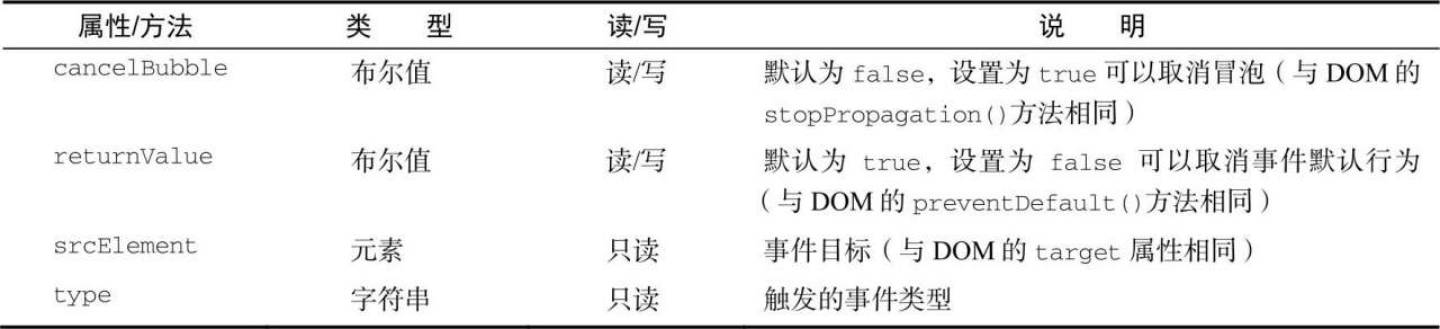 属性/方法 类 型 读/写 说 明
cancelBubble 布尔值 读/写 默认为 false，设置为 true 可以取消冒泡（与 DOM 的
stopPropagation()方法相同）
returnValue 布尔值 读/写 默认为 true，设置为 false 可以取消事件默认行为
（与 DOM 的 preventDefault()方法相同）
srcElement 元素 只读 事件目标（与 DOM 的 target 属性相同）
type 字符串 只读 触发的事件类型